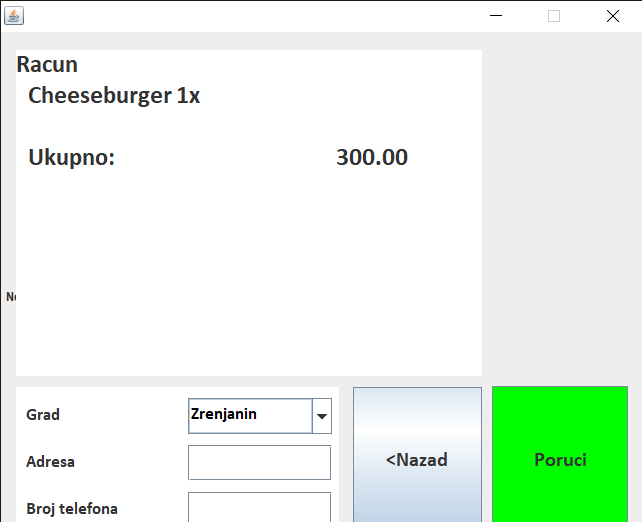 Racun
Cheeseburger 1x
Ukupno: 300.00
Grad Zrenjanin
Adresa
Broj telefona
<Nazad
Poruci